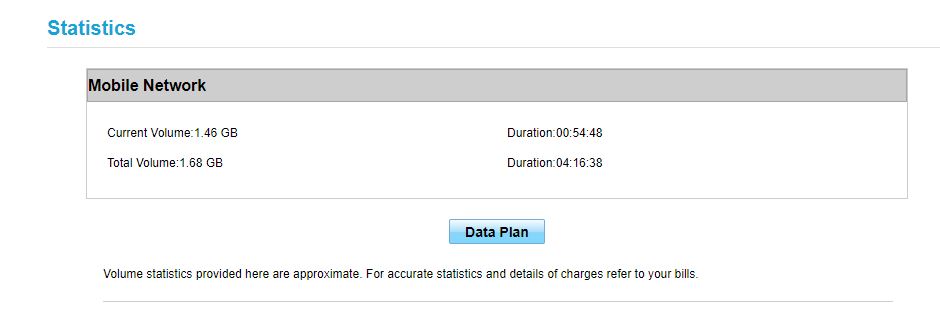 Statistics
Mobile Network
Current Volume:1.46 GB Duration:00:54:48
Total Volume:1.68 GB Duration:04:16:38
Data Plan
Volume statistics provided here are approximate. For accurate statistics and details of charges refer to your bills.